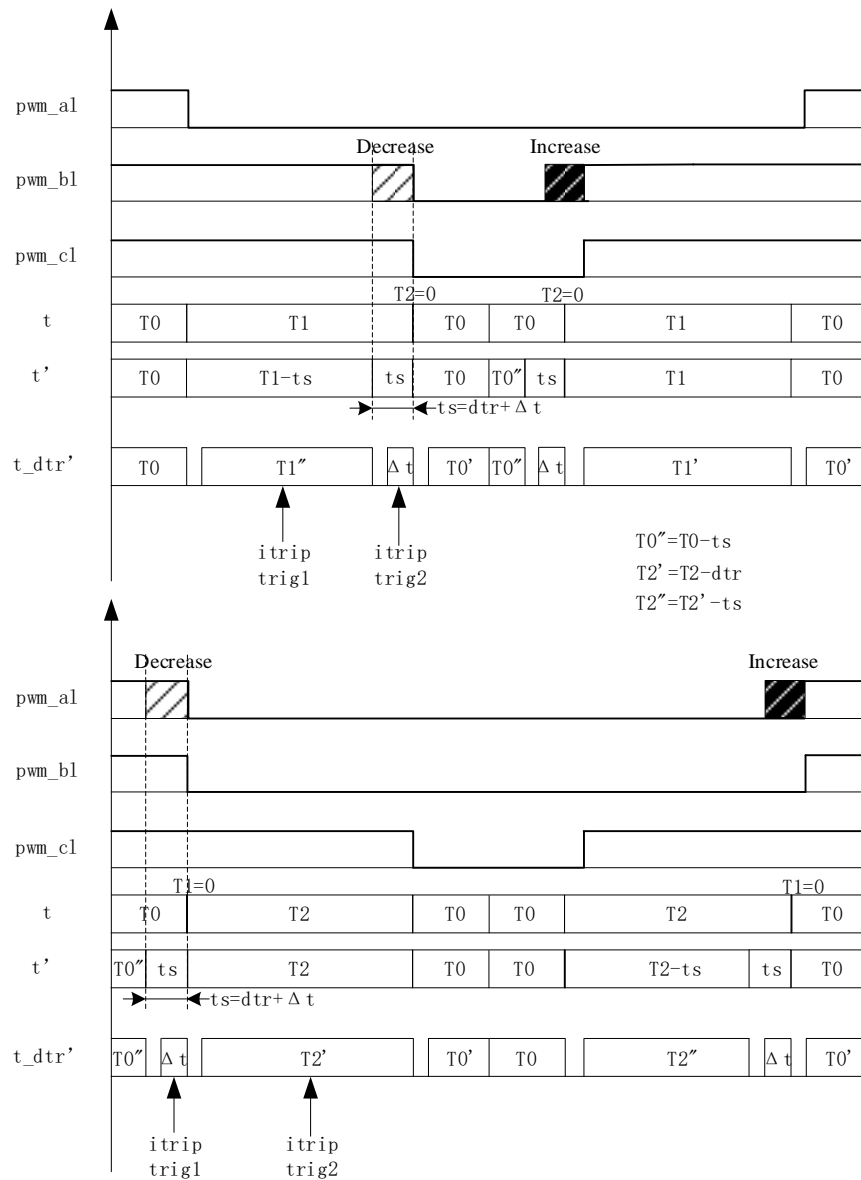 pwm_al
Decrease Increase
pwm_bl
pwm_cl
T2=0 T2=0
t T0 T1 T0 T0 T1 T0
t’ T0 T1-ts ts T0 T0″ ts T1 T0
ts=dtr+Δt
t_dtr’ T0 T1″ Δt T0' T0″ Δt T1' T0'
itrip itrip
trig1 trig2
T0″=T0-ts
T2'=T2-dtr
T2″=T2'-ts
Decrease Increase
pwm_al
pwm_bl
pwm_cl
T1=0 T1=0
t T0 T2 T0 T0 T2 T0
t’ T0″ ts T2 T0 T0 T2-ts ts T0
ts=dtr+Δt
t_dtr’ T0″ Δt T2' T0' T0 T2″ Δt T0'
itrip itrip
trig1 trig2